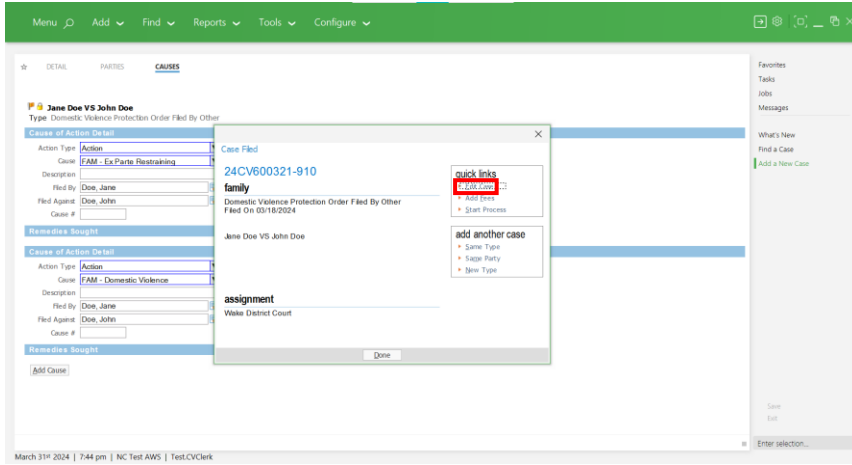 Menu Add Find Reports Tools Configure
DETAIL PARTIES CAUSES
Jane Doe VS John Doe
Type Domestic Violence Protection Order Filed By Other
Cause of Action Detail
Action Type Action
Cause FAM - Ex Parte Restraining
Description
Filed By Doe, Jane
Filed Against Doe, John
Cause #
Remedies Sought
Cause of Action Detail
Action Type Action
Cause FAM - Domestic Violence
Description
Filed By Doe, Jane
Filed Against Doe, John
Cause #
Remedies Sought
Add Cause
Case Filed
24CV600321-910
family
Domestic Violence Protection Order Filed By Other
Filed On 03/18/2024
Jane Doe VS John Doe
assignment
Wake District Court
quick links
Edit Case
Add Fees
Start Process
add another case
Same Type
Same Party
New Type
Done
Favorites
Tasks
Jobs
Messages
What's New
Find a Case
Add a New Case
Save
Exit
Enter selection...
March 31st 2024 | 7:44 pm | NC Test AWS | Test.CVClerk